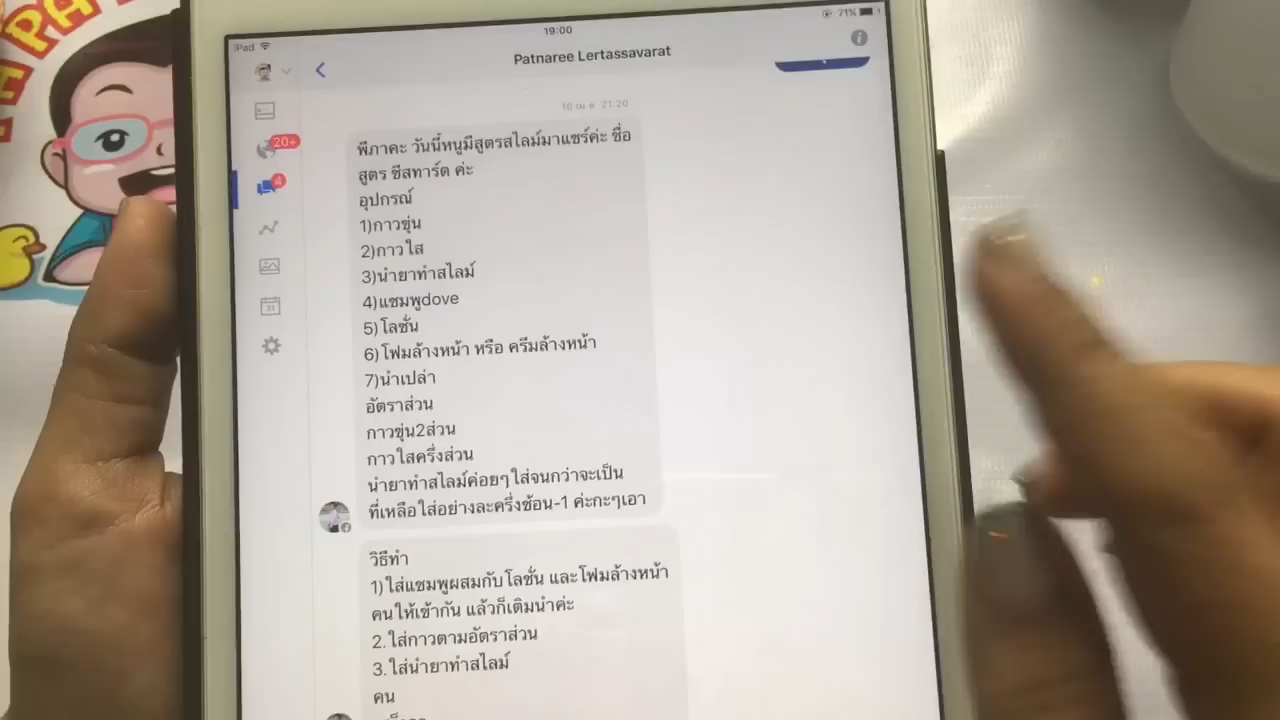 iPad
19:00
71%
Patnaree Lertassavarat
20+
4
31
21:20
พีภาคะ วันนี้หนูมีสูตรสไลม์มาแชร์ค่ะ ชื่อ
สูตร ชีสทาร์ต ค่ะ
อุปกรณ์
1)กาวขุ่น
2)กาวใส
3)นำยาทำสไลม์
4)แชมพูdove
5)โลชั่น
6)โฟมล้างหน้า หรือ ครีมล้างหน้า
7)นำเปล่า
อัตราส่วน
กาวขุ่น2ส่วน
กาวใสครึ่งส่วน
นำยาทำสไลม์ค่อยๆใส่จนกว่าจะเป็น
ที่เหลือใส่อย่างละครึ่งช้อน-1 ค่ะกะๆเอา
วิธีทำ
1)ใส่แชมพูผสมกับโลชั่น และโฟมล้างหน้า
คนให้เข้ากัน แล้วก็เติมนำค่ะ
2.ใส่กาวตามอัตราส่วน
3.ใส่นำยาทำสไลม์
คน